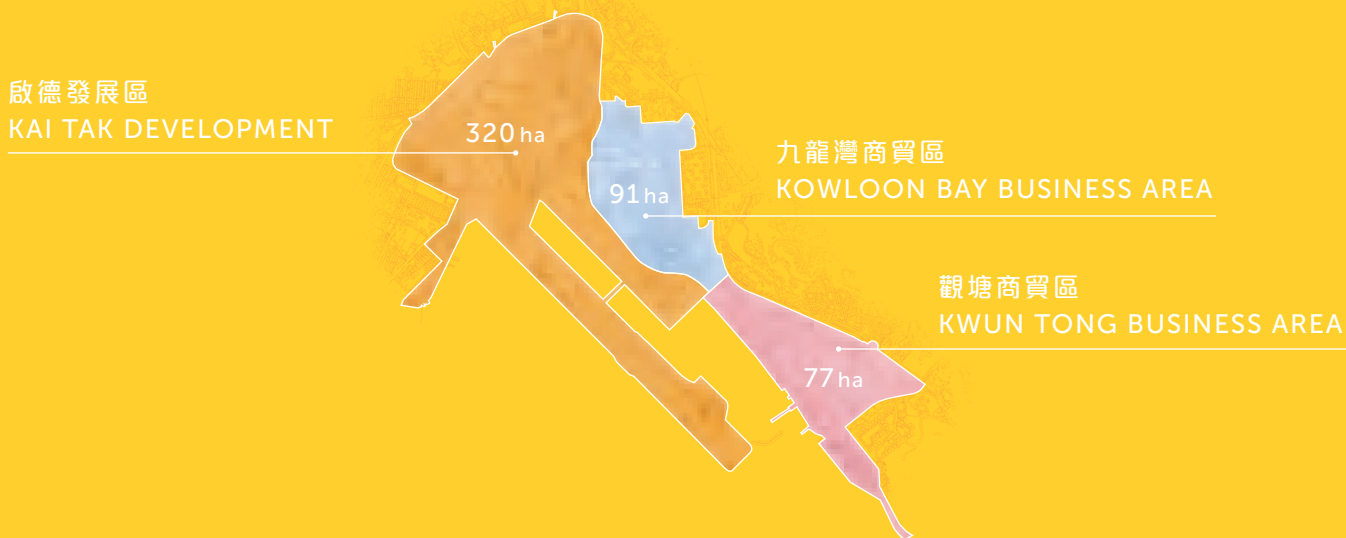 啟德發展區
KAI TAK DEVELOPMENT
320 ha
九龍灣商貿區
KOWLOON BAY BUSINESS AREA
91 ha
觀塘商貿區
KWUN TONG BUSINESS AREA
77 ha